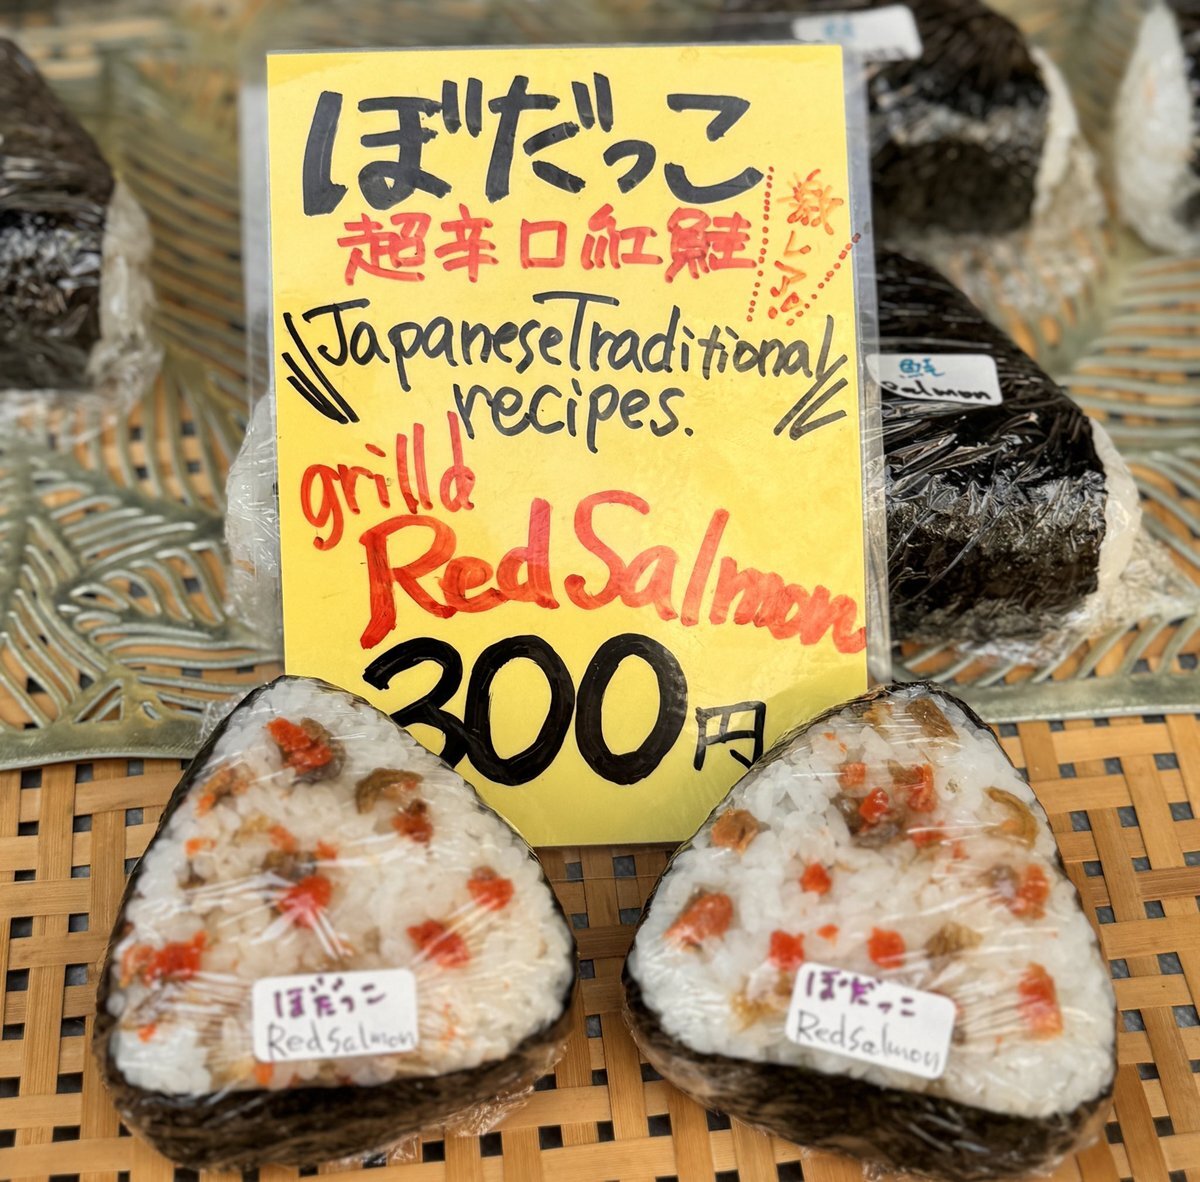 ぼだっこ
超辛口紅鮭
激レア
Japanese Traditional
recipes.
grilld
Red Salmon
300円
鮭
Salmon
ぼだっこ
Red Salmon
ぼだっこ
Red Salmon